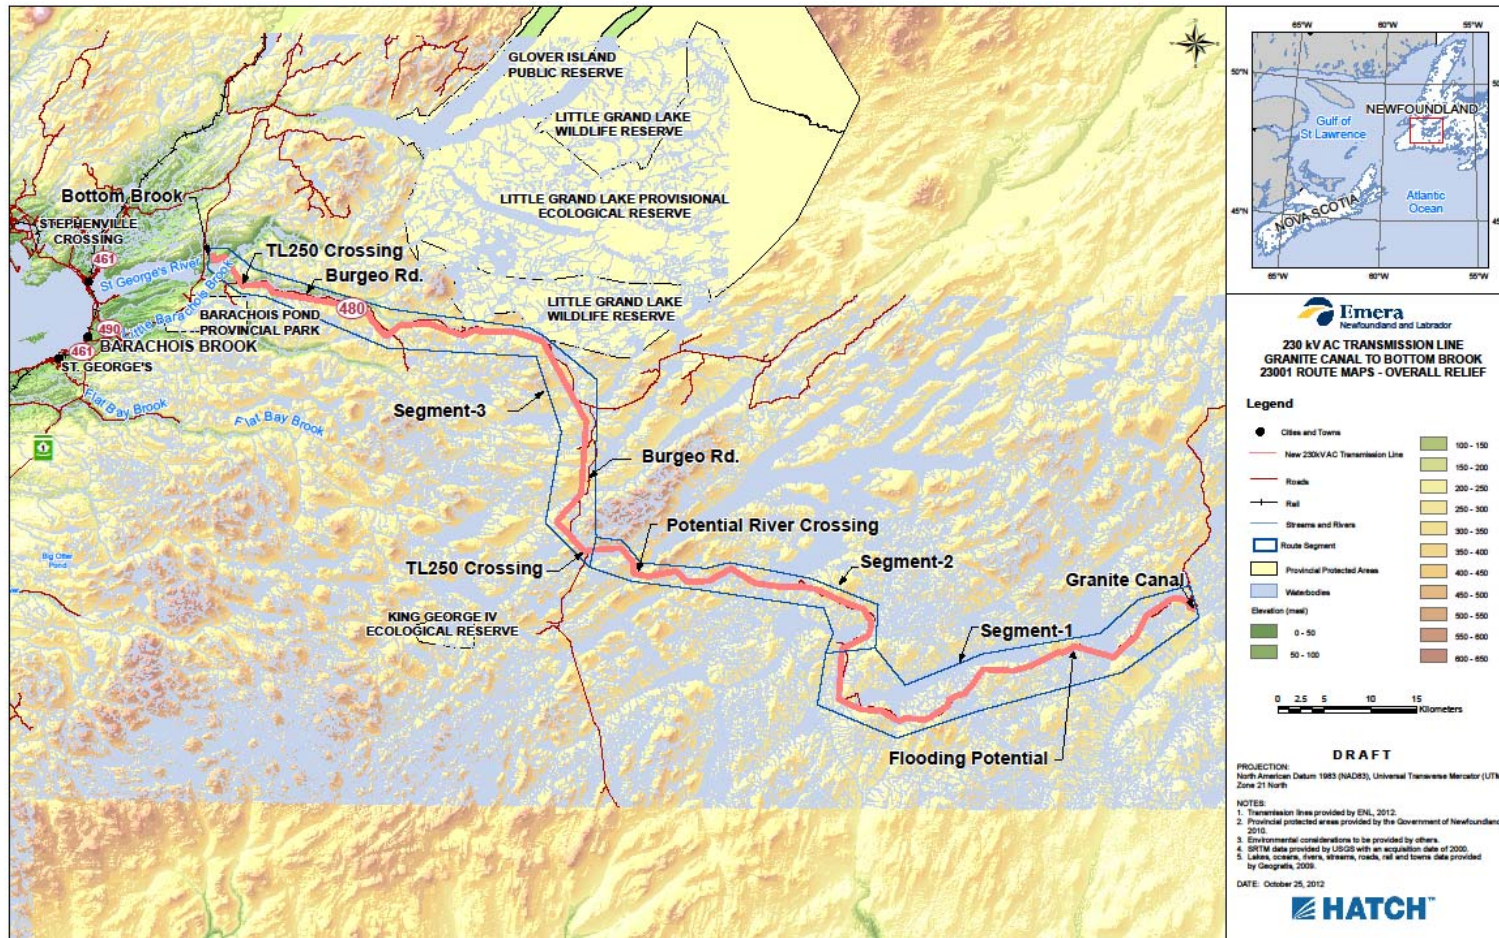 GLOVER ISLAND
PUBLIC RESERVE
LITTLE GRAND LAKE
WILDLIFE RESERVE
LITTLE GRAND LAKE PROVISIONAL
ECOLOGICAL RESERVE
Bottom Brook
STEPHENVILLE
CROSSING
461
St George's River
TL250 Crossing
Burgeo Rd.
Little Barachois Brook
BARACHOIS POND
PROVINCIAL PARK
480
LITTLE GRAND LAKE
WILDLIFE RESERVE
490
BARACHOIS BROOK
461
ST. GEORGE'S
Flat Bay Brook
Flat Bay Brook
1
Segment-3
Burgeo Rd.
Potential River Crossing
Big Otter
Pond
TL250 Crossing
Segment-2
Granite Canal
KING GEORGE IV
ECOLOGICAL RESERVE
Segment-1
Flooding Potential
65°W
60°W
55°W
50°N
50
NEWFOUNDLAND
Gulf of
St Lawrence
Atlantic
Ocean
NOVA SCOTIA
45°N
45
65°W
60°W
55°W
Emera
Newfoundland and Labrador
230 kV AC TRANSMISSION LINE
GRANITE CANAL TO BOTTOM BROOK
23001 ROUTE MAPS - OVERALL RELIEF
Legend
Cities and Towns
New 230kV AC Transmission Line
Roads
Rail
Streams and Rivers
Route Segment
Provincial Protected Areas
Waterbodies
Elevation (masl)
0 - 50
50 - 100
100 - 150
150 - 200
200 - 250
250 - 300
300 - 350
350 - 400
400 - 450
450 - 500
500 - 550
550 - 600
600 - 650
0 2.5 5 10 15
Kilometers
DRAFT
PROJECTION:
North American Datum 1983 (NAD83), Universal Transverse Mercator (UTM
Zone 21 North
NOTES:
1. Transmission lines provided by ENL, 2012.
2. Provincial protected areas provided by the Government of Newfoundland
2010.
3. Environmental considerations to be provided by others.
4. SRTM data provided by USGS with an acquisition date of 2000.
5. Lakes, oceans, rivers, streams, roads, rail and towns data provided
by Geogratis, 2009.
DATE: October 25, 2012
HATCH™